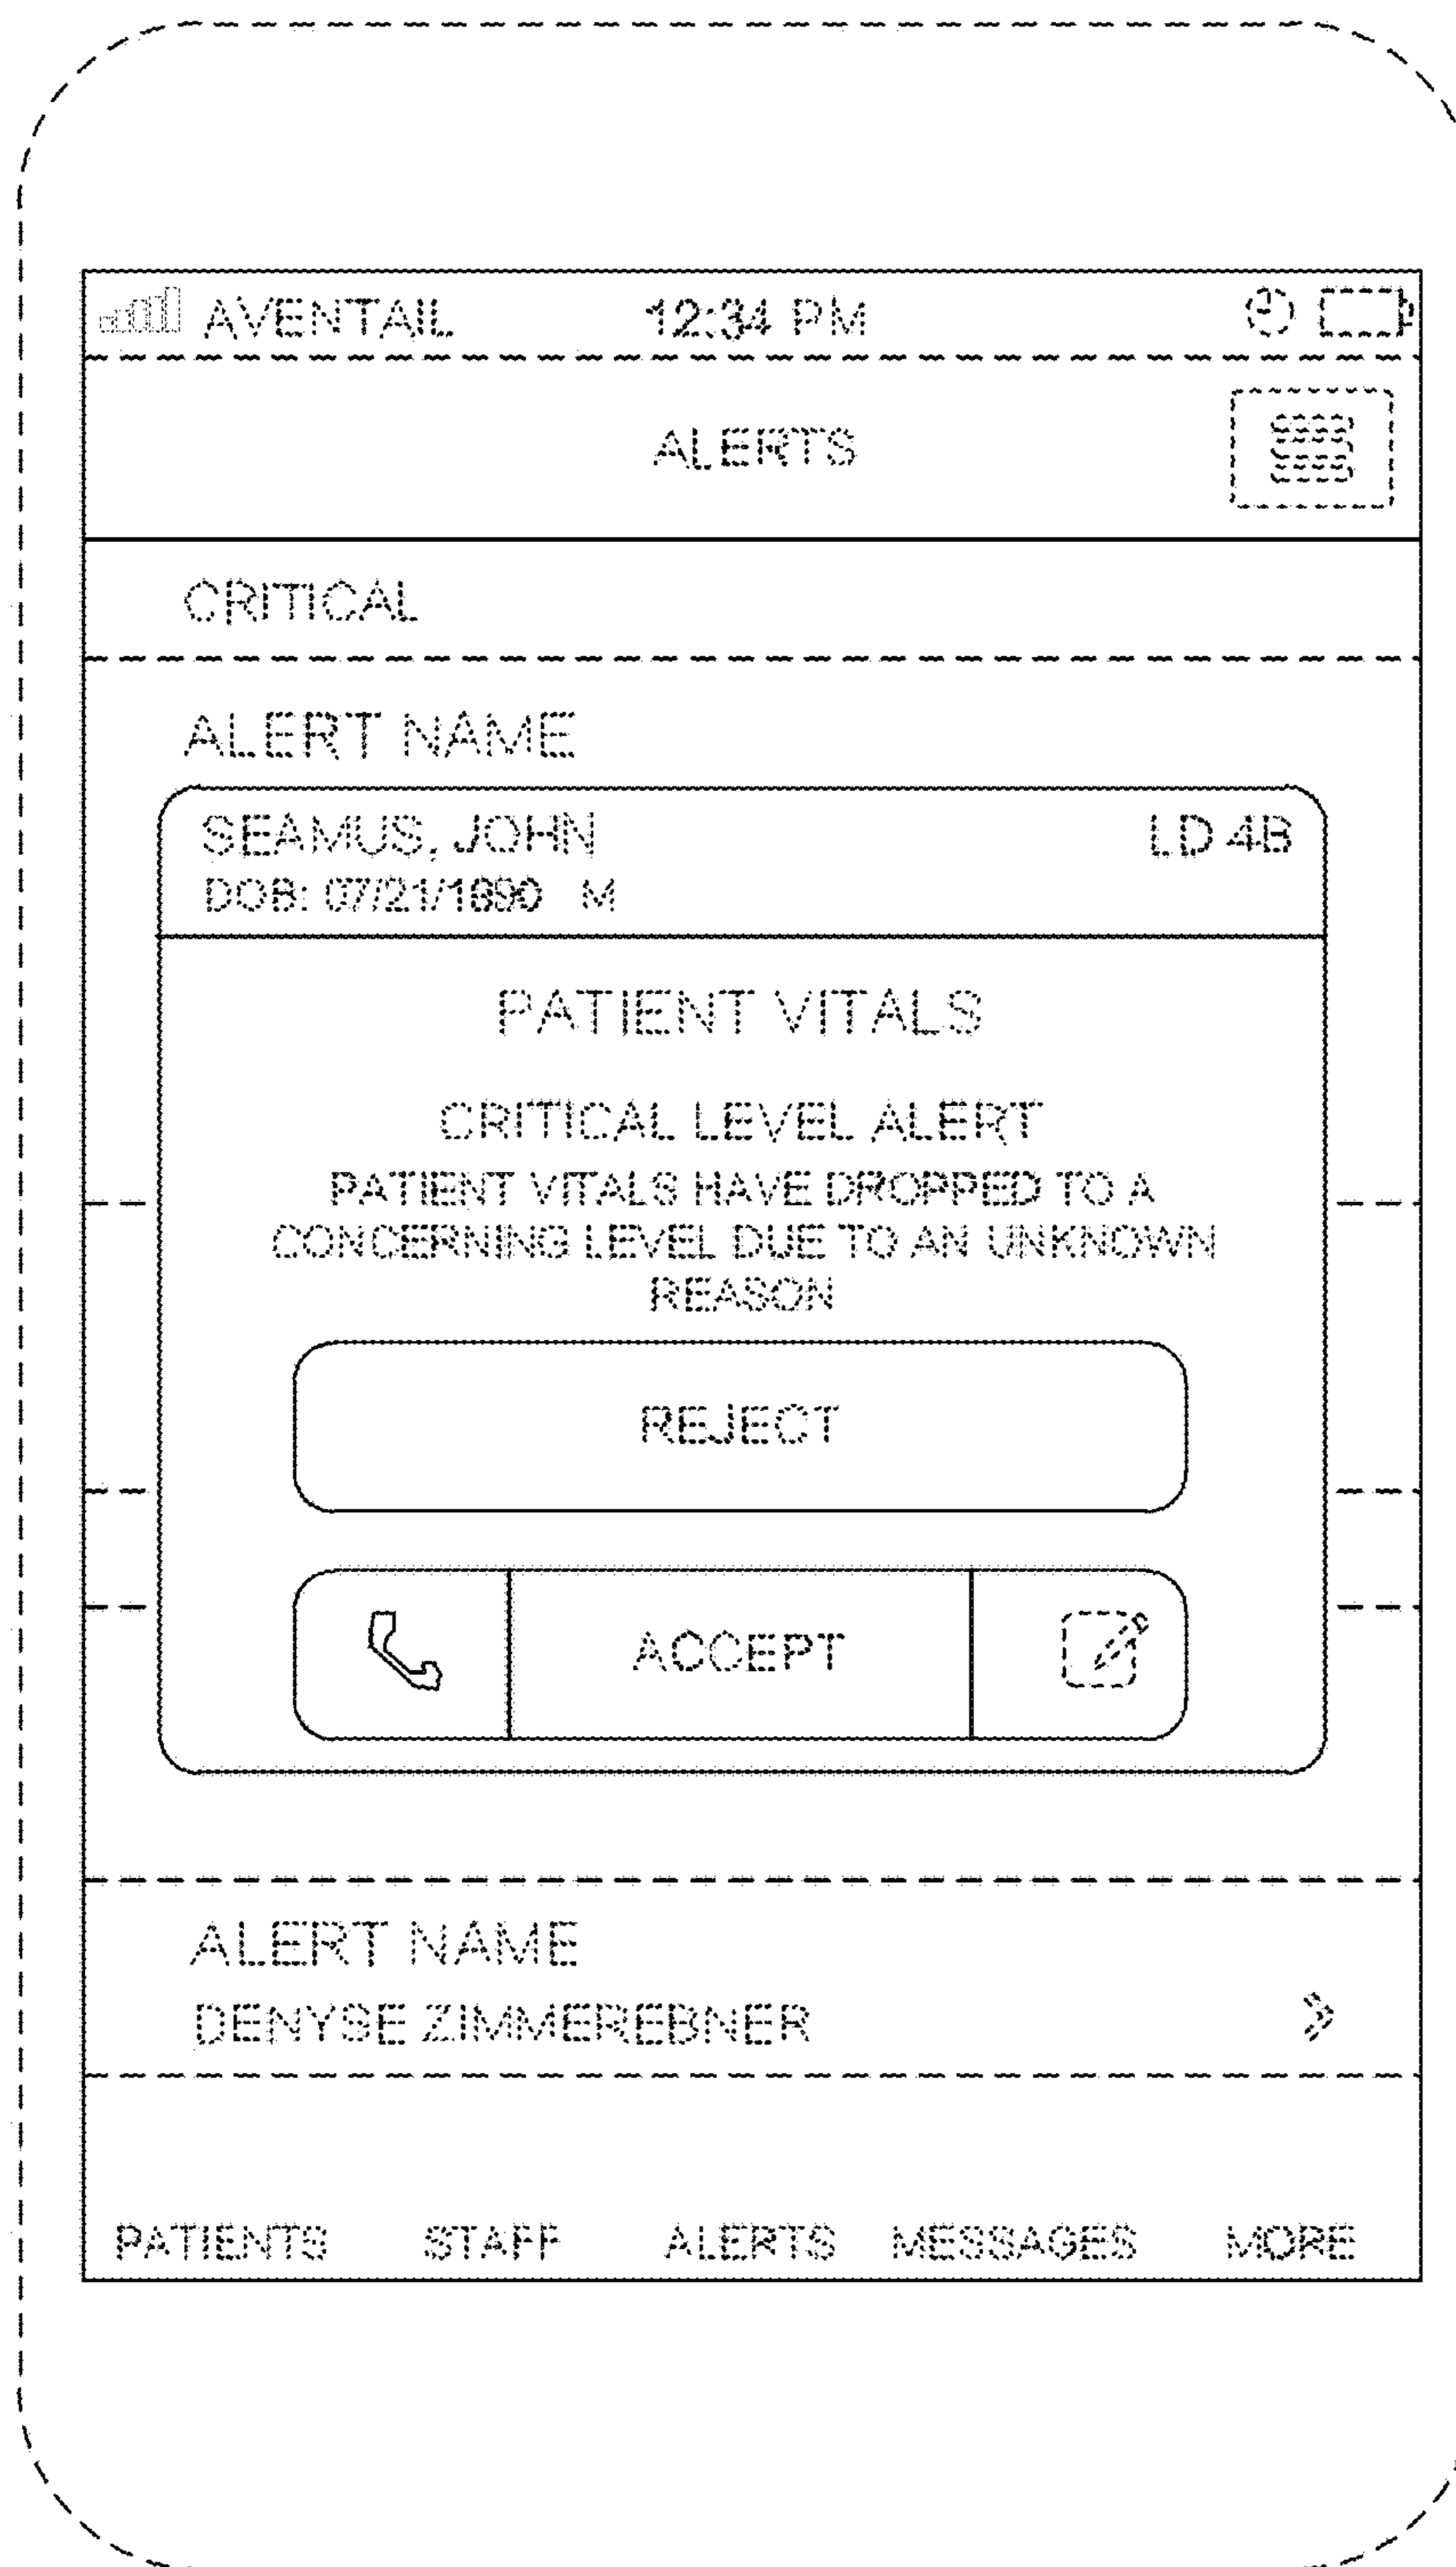 AVENTAIL 12:34 PM
ALERTS
CRITICAL
ALERT NAME
SEAMUS, JOHN LD 4B
DOB: 07/21/1890 M
PATIENT VITALS
CRITICAL LEVEL ALERT
PATIENT VITALS HAVE DROPPED TO A
CONCERNING LEVEL DUE TO AN UNKNOWN
REASON
REJECT
ACCEPT
ALERT NAME
DENYSE ZIMMEREBNER
PATIENTS STAFF ALERTS MESSAGES MORE